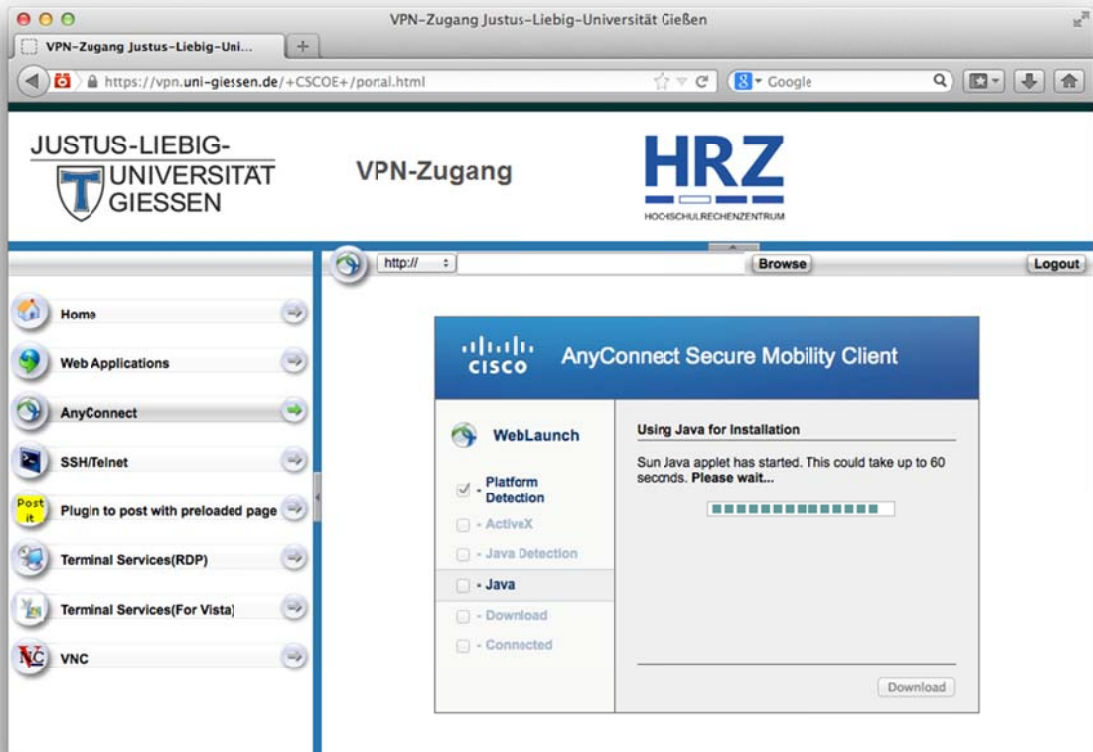 VPN-Zugang Justus-Liebig-Universität Gießen
VPN-Zugang Justus-Liebig-Uni...
https://vpn.uni-giessen.de/+CSCOE+/portal.html
Google
JUSTUS-LIEBIG-
UNIVERSITÄT
GIESSEN
VPN-Zugang
HRZ
HOCHSCHULRECHENZENTRUM
http://
Browse
Logout
Home
Web Applications
AnyConnect
SSH/Telnet
Post it
Plugin to post with preloaded page
Terminal Services(RDP)
Terminal Services(For Vista)
VNC
CISCO
AnyConnect Secure Mobility Client
WebLaunch
- Platform
Detection
- ActiveX
- Java Detection
- Java
- Download
- Connected
Using Java for Installation
Sun Java applet has started. This could take up to 60
seconds. Please wait...
Download